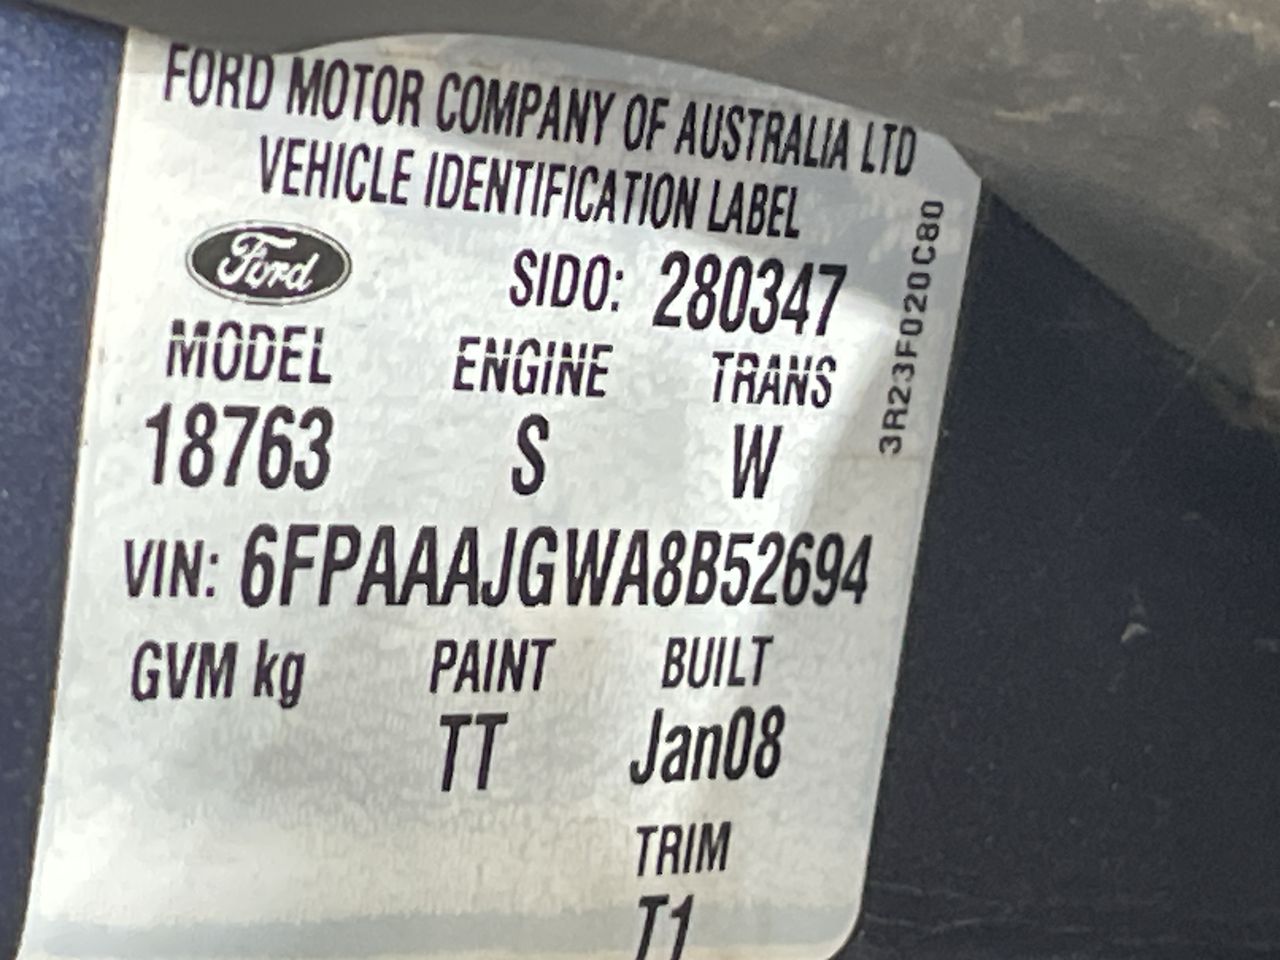 FORD MOTOR COMPANY OF AUSTRALIA LTD
VEHICLE IDENTIFICATION LABEL
Ford
SIDO: 280347
MODEL ENGINE TRANS
18763 S W
VIN: 6FPAAAJGWA8B52694
GVM kg PAINT BUILT
TT Jan08
TRIM
T1
3R23F020C80